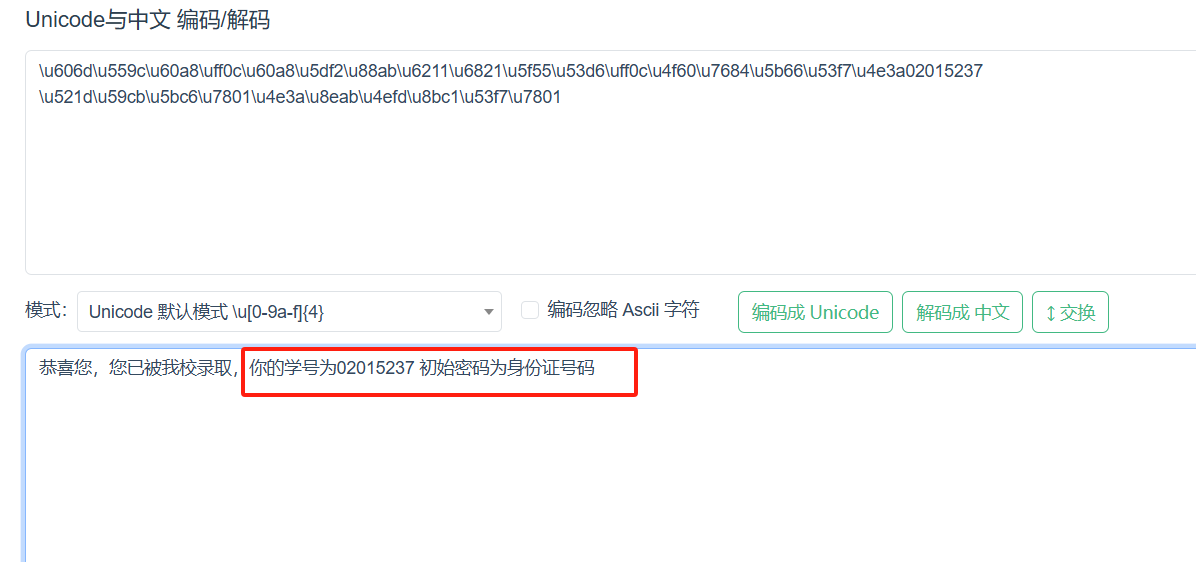 Unicode与中文 编码/解码
\u606d\u559c\u60a8\uff0c\u60a8\u5df2\u88ab\u6211\u6821\u5f55\u53d6\uff0c\u4f60\u7684\u5b66\u53f7\u4e3a02015237
\u521d\u59cb\u5bc6\u7801\u4e3a\u8eab\u4efd\u8bc1\u53f7\u7801
模式： Unicode 默认模式 \u[0-9a-f]{4} 编码忽略 Ascii 字符 编码成 Unicode 解码成 中文 ↕交换
恭喜您，您已被我校录取，你的学号为02015237 初始密码为身份证号码